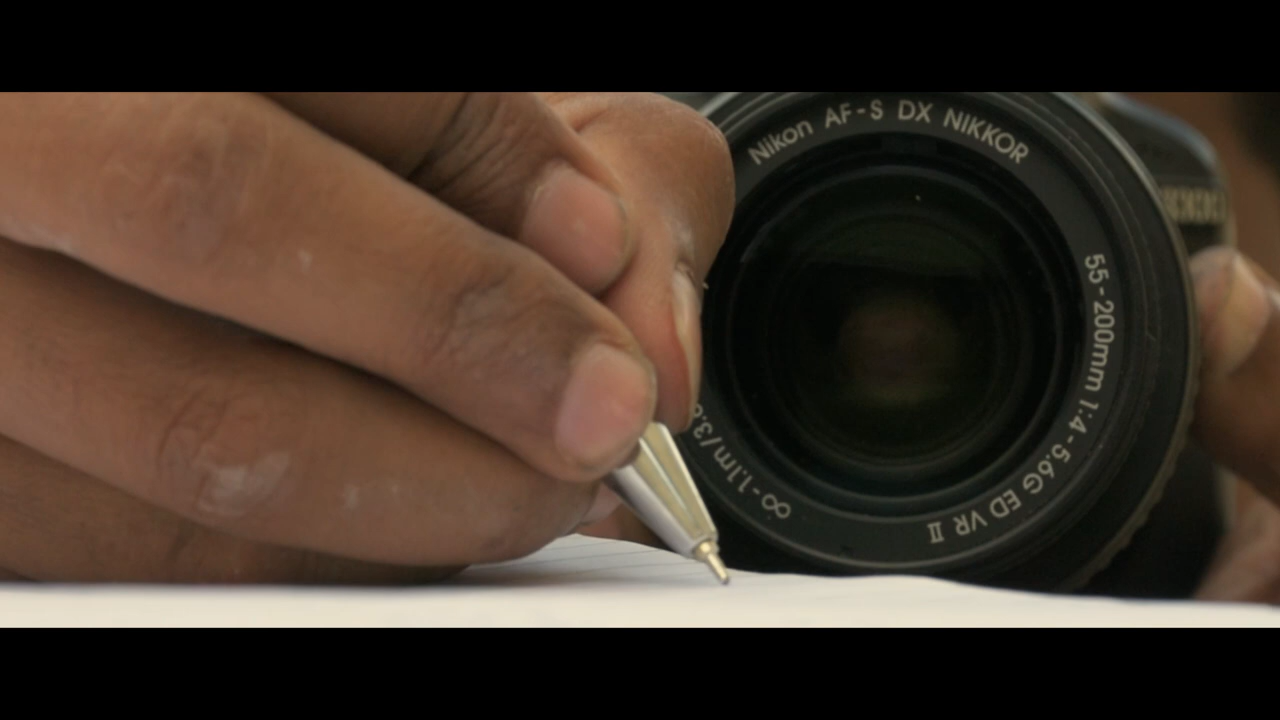 Nikon AF-S DX NIKKOR
55-200mm 1:4-5.6G ED VR II
∞-1.1m/3.6